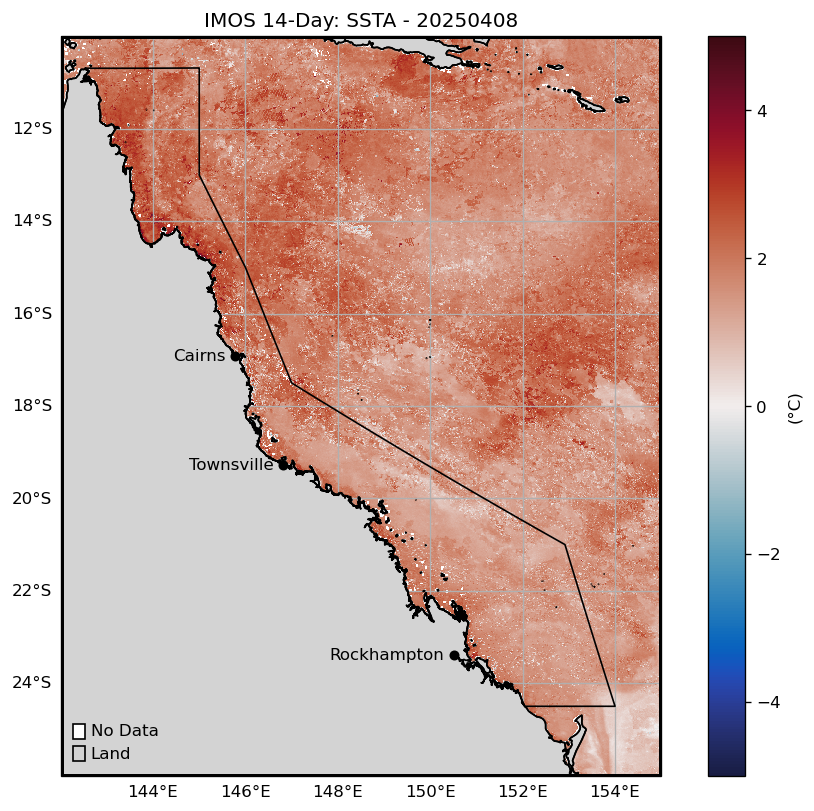 IMOS 14-Day: SSTA - 20250408
12°S
14°S
16°S
18°S
20°S
22°S
24°S
Cairns
Townsville
Rockhampton
No Data
Land
144°E 146°E 148°E 150°E 152°E 154°E
4
2
0
−2
−4
(°C)